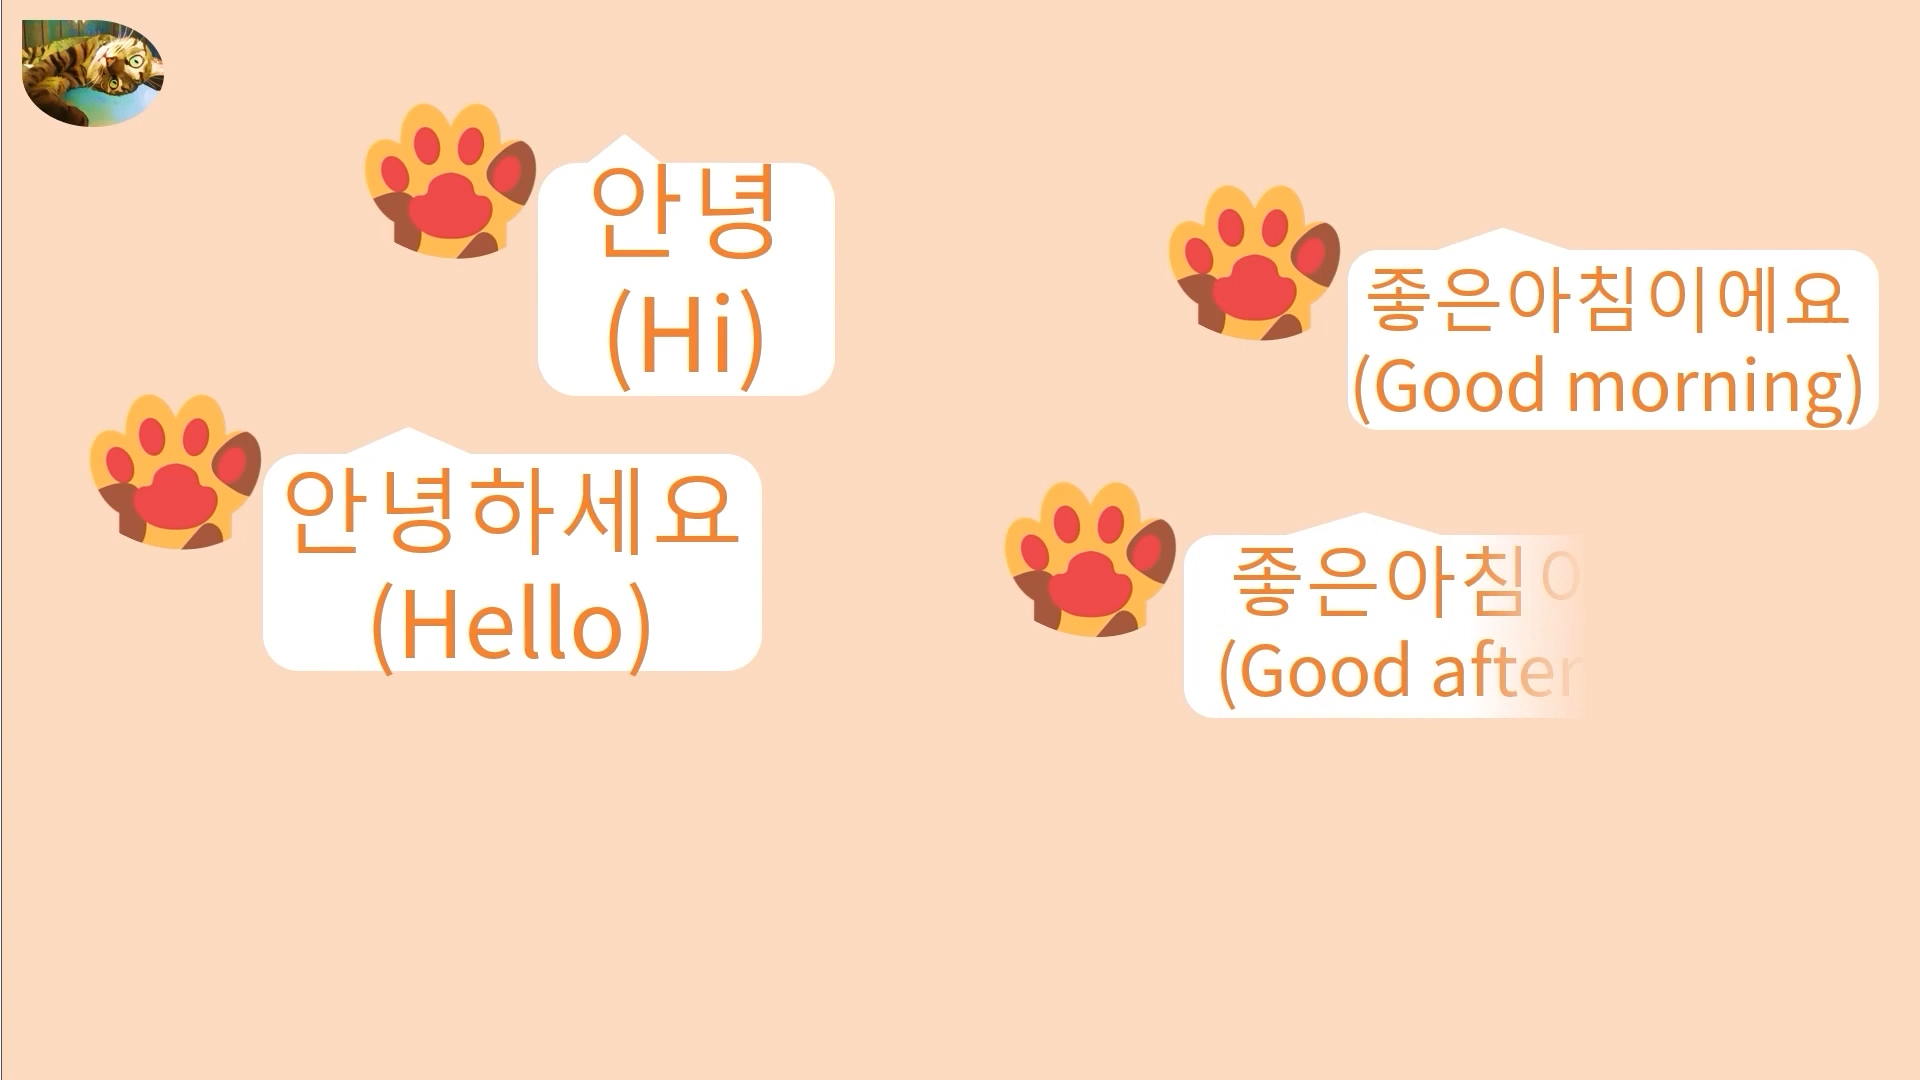 안녕
(Hi)
안녕하세요
(Hello)
좋은아침이에요
(Good morning)
좋은아침
(Good after